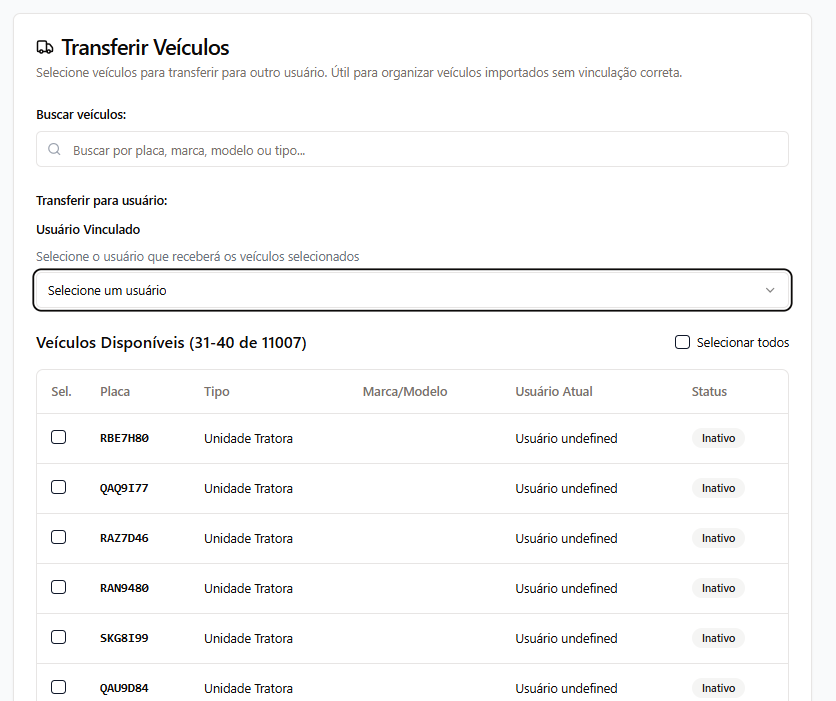 Transferir Veículos
Selecione veículos para transferir para outro usuário. Útil para organizar veículos importados sem vinculação correta.
Buscar veículos:
Buscar por placa, marca, modelo ou tipo...
Transferir para usuário:
Usuário Vinculado
Selecione o usuário que receberá os veículos selecionados
Selecione um usuário
Veículos Disponíveis (31-40 de 11007) Selecionar todos
Sel. Placa Tipo Marca/Modelo Usuário Atual Status
RBE7H80 Unidade Tratora Usuário undefined Inativo
QAQ9I77 Unidade Tratora Usuário undefined Inativo
RAZ7D46 Unidade Tratora Usuário undefined Inativo
RAN9480 Unidade Tratora Usuário undefined Inativo
SKG8I99 Unidade Tratora Usuário undefined Inativo
QAU9D84 Unidade Tratora Usuário undefined Inativo